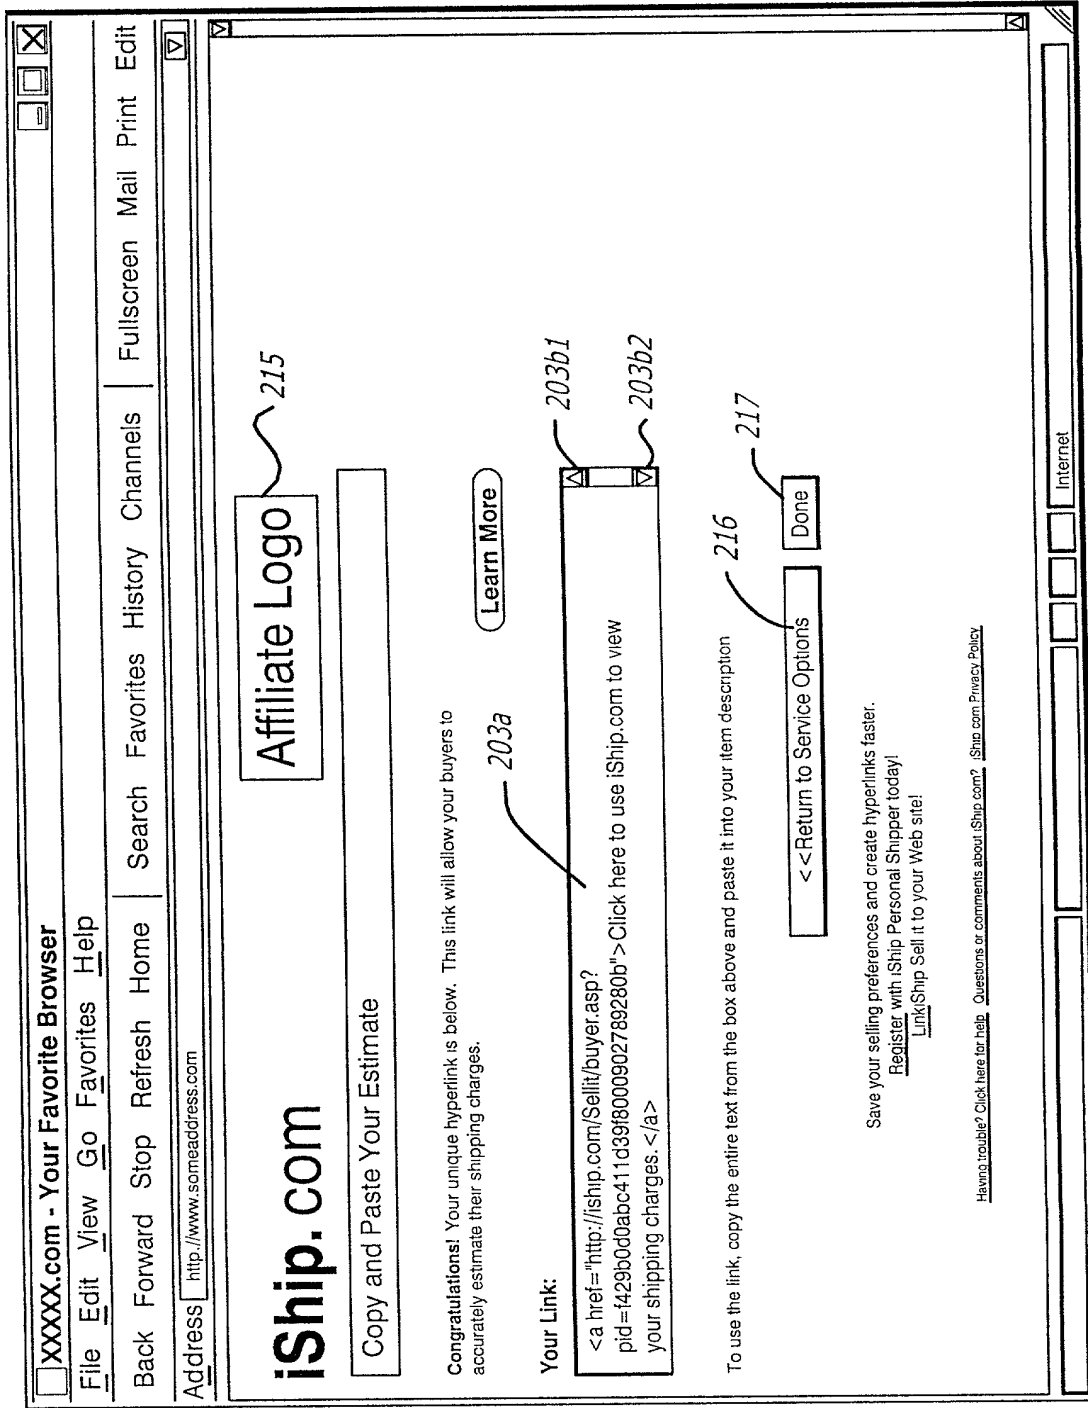 XXXXX.com - Your Favorite Browser
File Edit View Go Favorites Help
Back Forward Stop Refresh Home Search Favorites History Channels Fullscreen Mail Print Edit
Address http://www.someaddress.com
iShip.com
Affiliate Logo
215
Copy and Paste Your Estimate
Congratulations! Your unique hyperlink is below. This link will allow your buyers to
accurately estimate their shipping charges.
Learn More
Your Link:
203a
203b1
<a href="http://iship.com/Sellit/buyer.asp?
pid=f429b0d0abc411d39f8000902789280b">Click here to use iShip.com to view
your shipping charges.</a>
203b2
To use the link, copy the entire text from the box above and paste it into your item description
216
217
<<Return to Service Options
Done
Save your selling preferences and create hyperlinks faster.
Register with iShip Personal Shipper today!
LinkiShip Sell it to your Web site!
Having trouble? Click here for help Questions or comments about iShip com? iShip com Privacy Policy
Internet